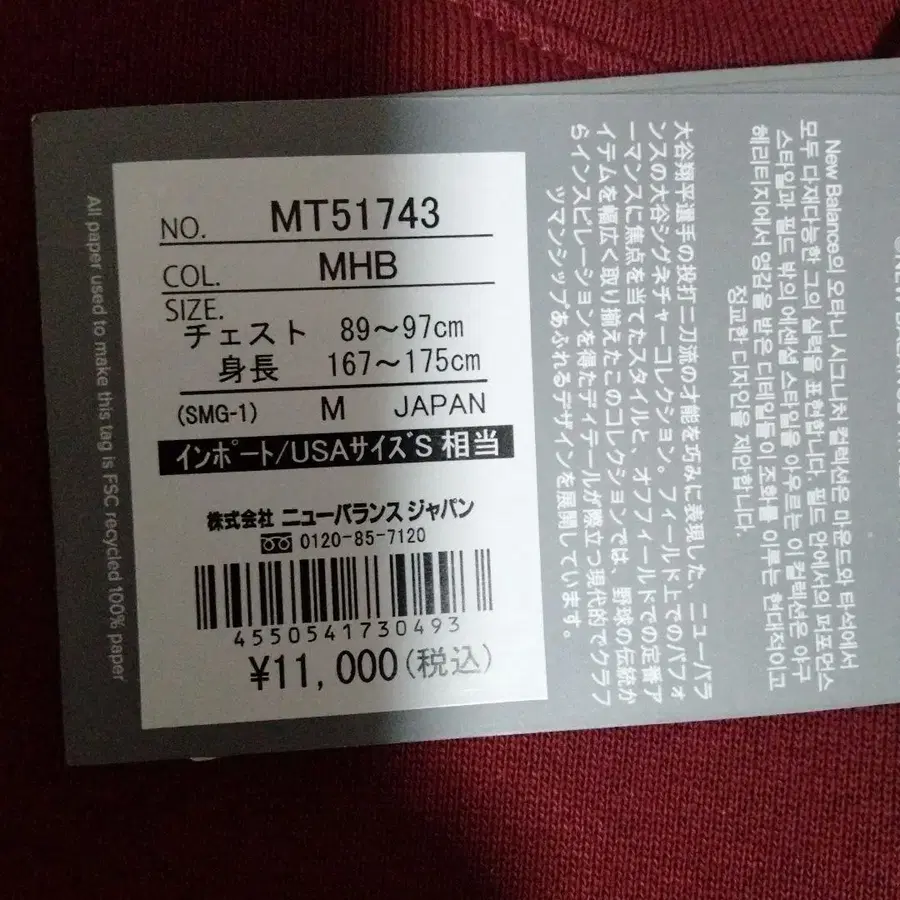 NO. MT51743
COL. MHB
SIZE.
チェスト 89～97cm
身長 167～175cm
(SMG-1) M JAPAN
インポート/USAサイズS 相当
株式会社 ニューバランス ジャパン
0120-85-7120
4550541730493
¥11,000(税込)
All paper used to make this tag is FSC recycled 100% paper
大谷翔平選手の投打二刀流の才能を巧みに表現した、ニューバラ
ンスの大谷シグネチャーコレクション。フィールド上でのパフォ
ーマンスに焦点を当てたスタイルと、オフフィールドでの定番ア
イテムを幅広く取り揃えたこのコレクションでは、野球の伝統か
らインスピレーションを得たディテールが際立つ現代的でクラフ
ツマンシップあふれるデザインを展開しています。
New Balance의 오타니 시그니처 컬렉션은 마운드와 타석에서
모두 다재다능한 그의 실력을 표현합니다. 필드 안에서의 퍼포먼스
스타일과 필드 밖의 에센셜 스타일을 아우르는 이 컬렉션은 야구
헤리티지에서 영감을 받은 디테일들이 조화를 이루는 현대적이고
정교한 디자인을 제안합니다.